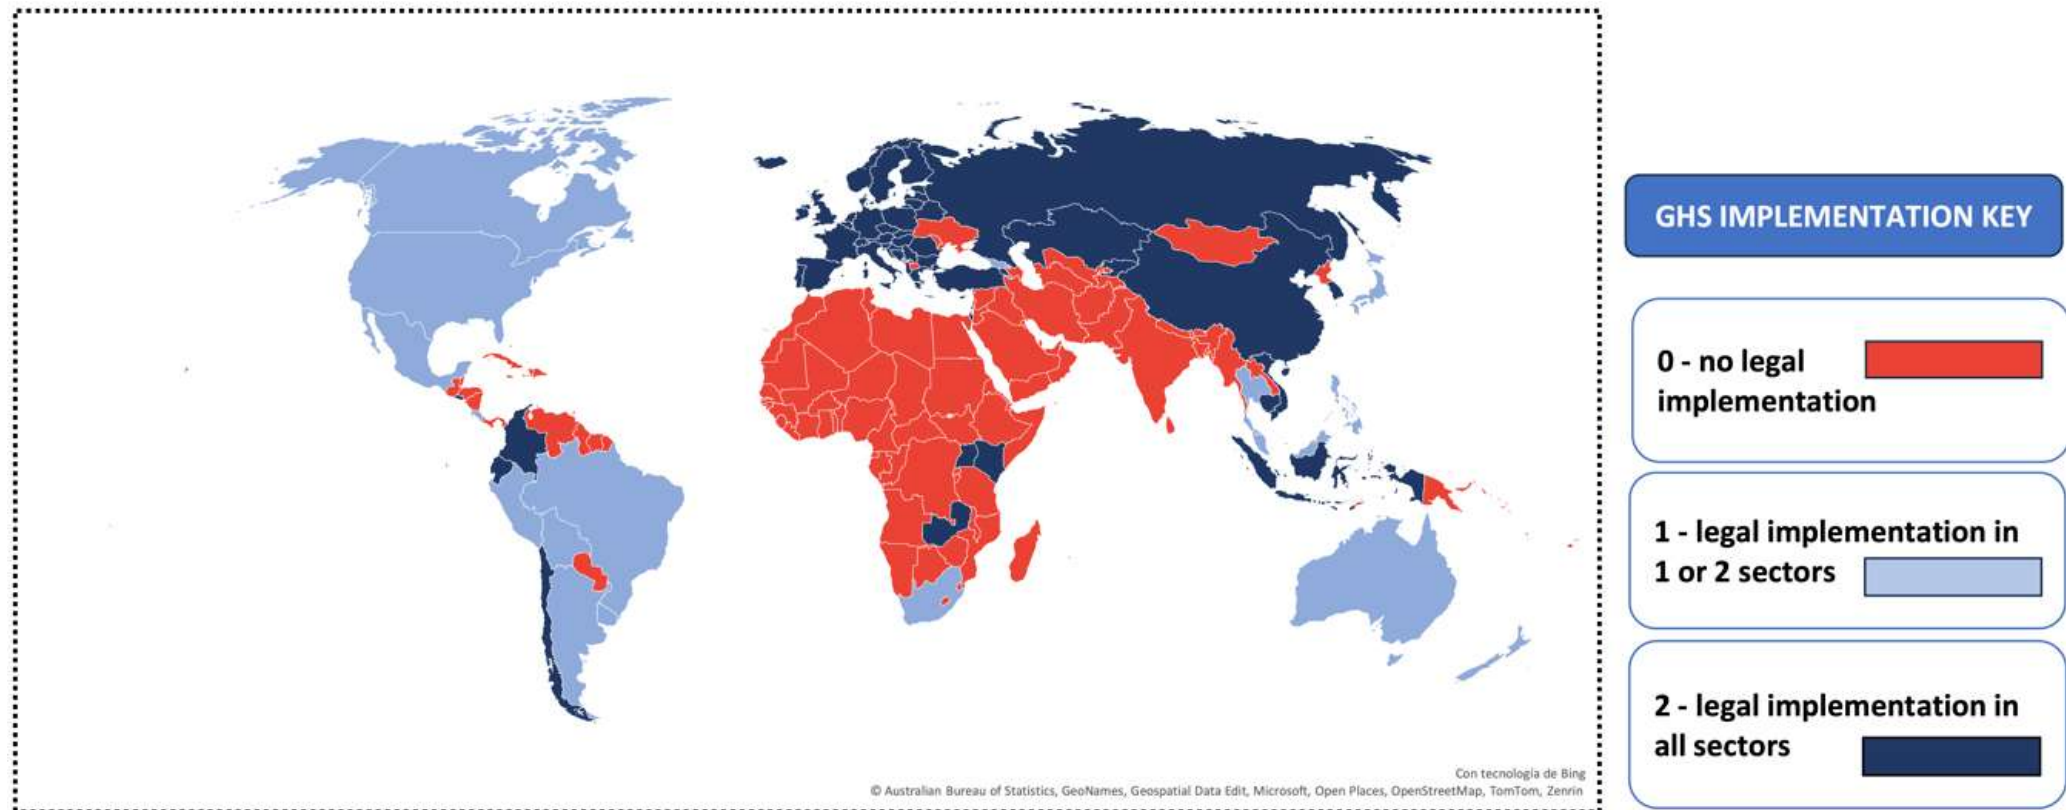 GHS IMPLEMENTATION KEY
0 - no legal
implementation
1 - legal implementation in
1 or 2 sectors
2 - legal implementation in
all sectors
Con tecnología de Bing
© Australian Bureau of Statistics, GeoNames, Geospatial Data Edit, Microsoft, Open Places, OpenStreetMap, TomTom, Zenrin